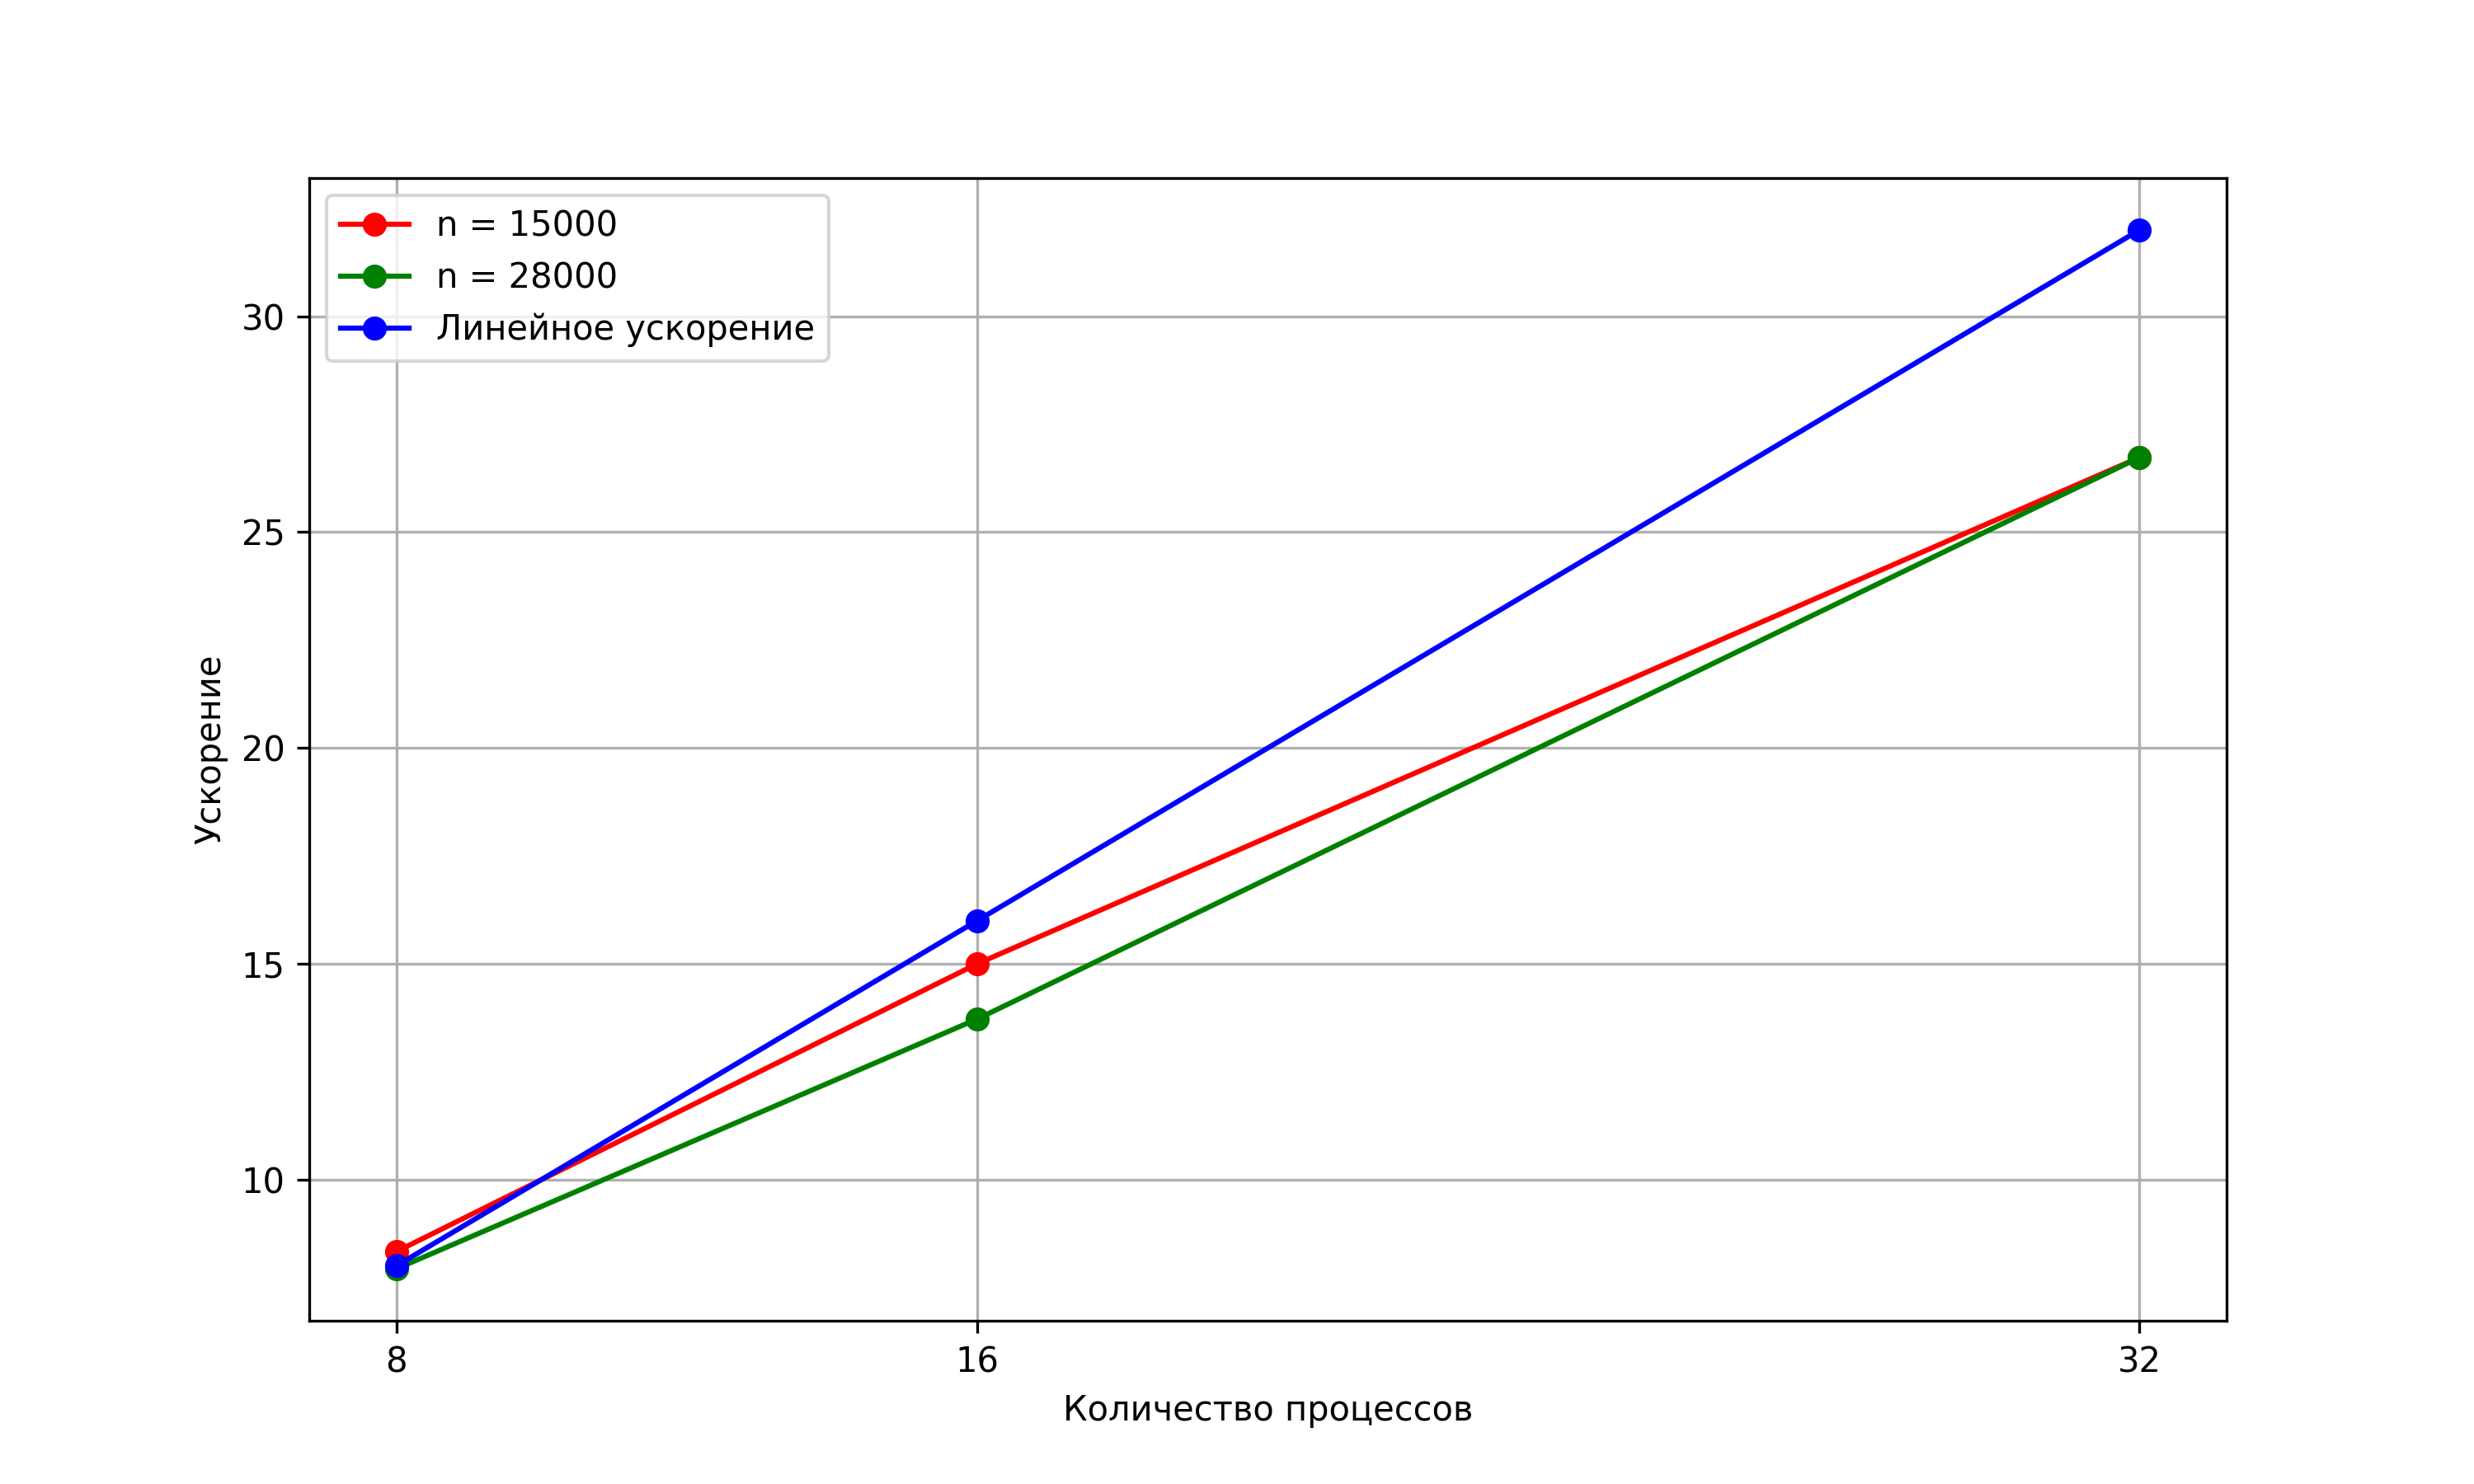 n = 15000
n = 28000
Линейное ускорение
30
25
20
15
10
Ускорение
8
16
32
Количество процессов